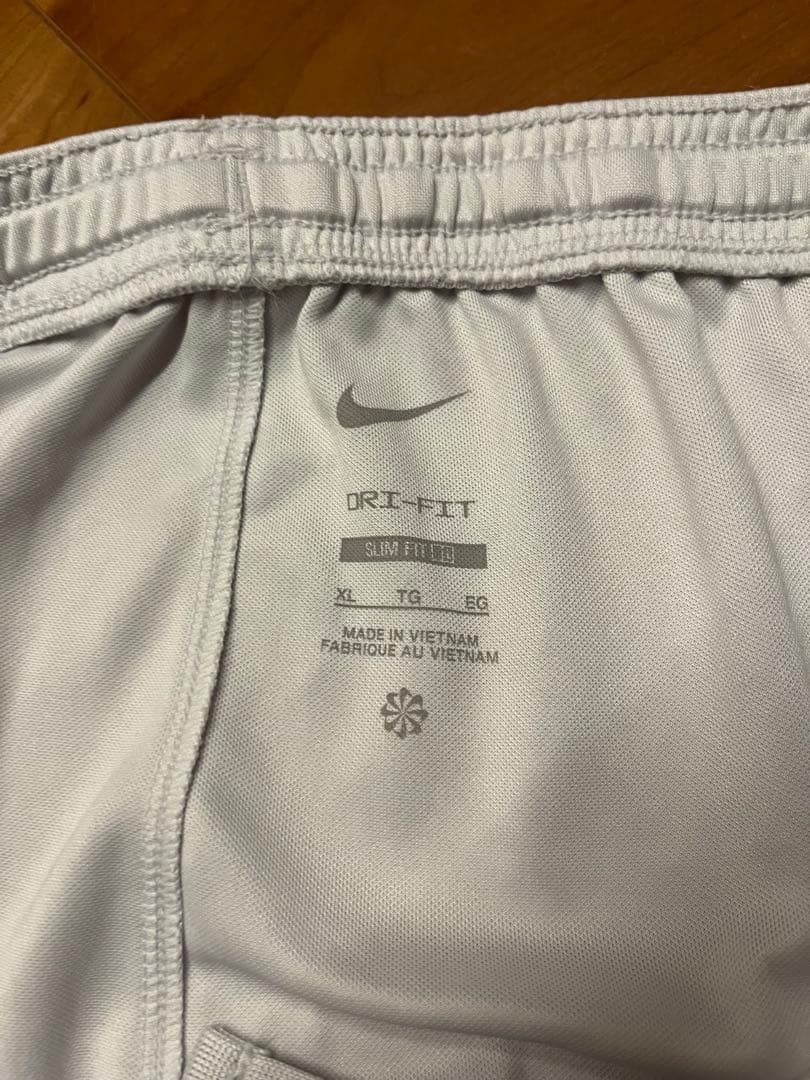 DRI-FIT
SLIM FIT
XL TG EG
MADE IN VIETNAM
FABRIQUE AU VIETNAM